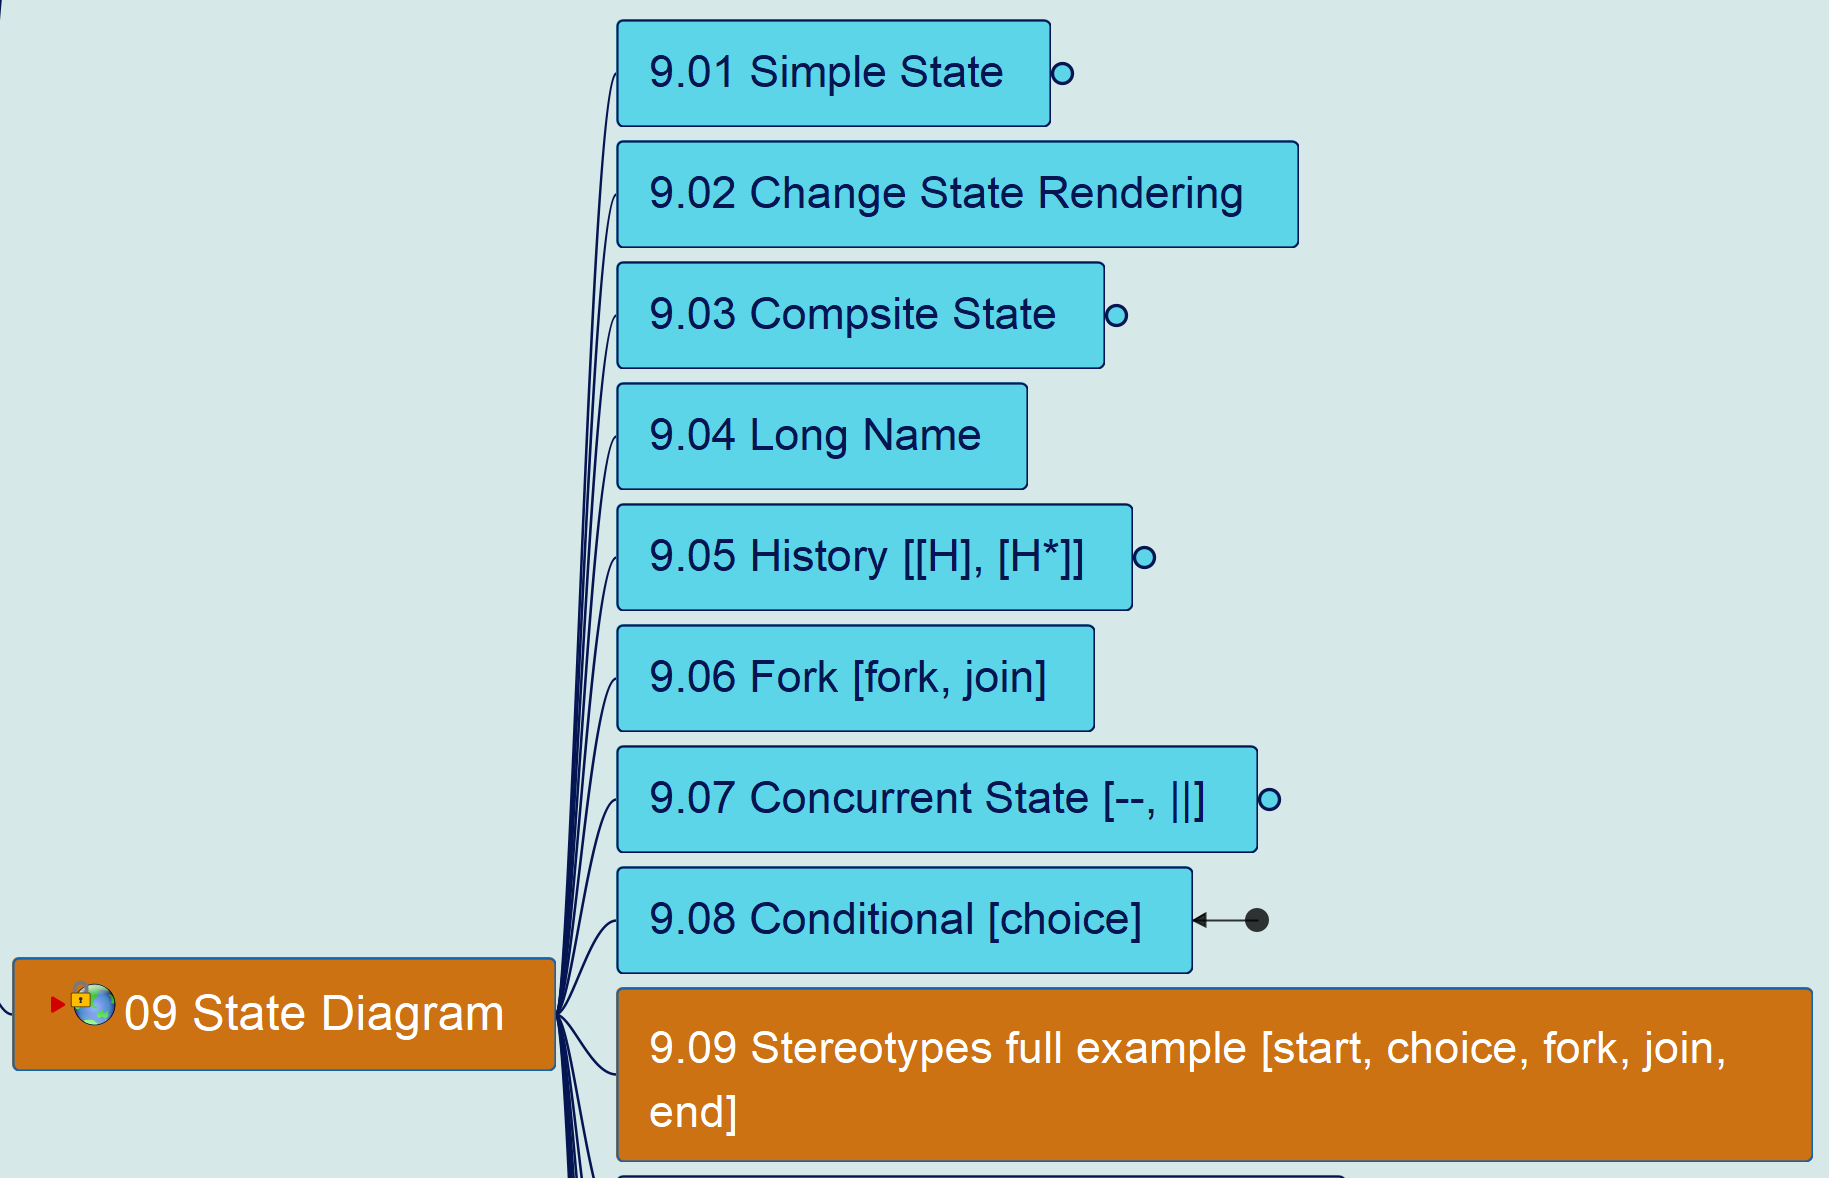 9.01 Simple State
9.02 Change State Rendering
9.03 Compsite State
9.04 Long Name
9.05 History [[H], [H*]]
9.06 Fork [fork, join]
9.07 Concurrent State [--, ||]
9.08 Conditional [choice]
09 State Diagram
9.09 Stereotypes full example [start, choice, fork, join,
end]